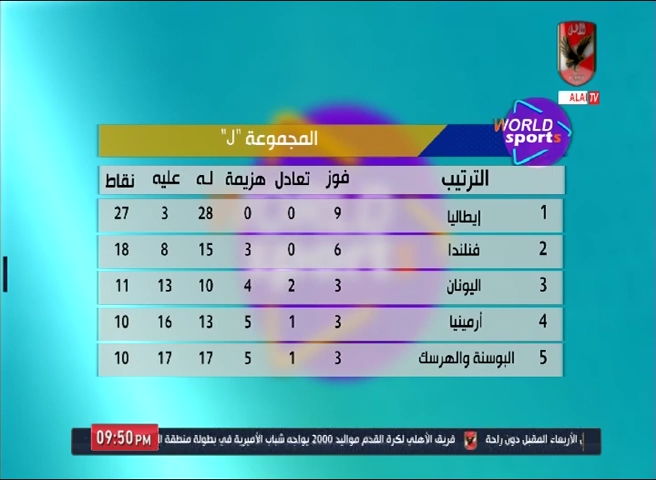 الأهلي
ALAHLY TV
WORLD
sports
المجموعة "ل"
الترتيب فوز تعادل هزيمة له عليه نقاط
1 إيطاليا 9 0 0 28 3 27
2 فنلندا 6 0 3 15 8 18
3 اليونان 3 2 4 10 13 11
4 أرمينيا 3 1 5 13 16 10
5 البوسنة والهرسك 3 1 5 17 17 10
الأربعاء المقبل دون راحة فريق الأهلي لكرة القدم مواليد 2000 يواجه شباب الأميرية في بطولة منطقة
09:50 PM